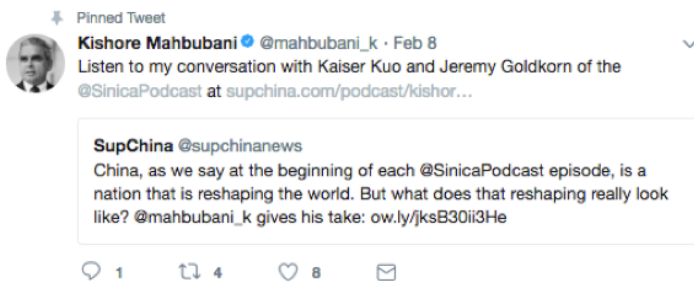 Pinned Tweet
Kishore Mahbubani @mahbubani_k · Feb 8
Listen to my conversation with Kaiser Kuo and Jeremy Goldkorn of the
@SinicaPodcast at supchina.com/podcast/kishor...
SupChina @supchinanews
China, as we say at the beginning of each @SinicaPodcast episode, is a
nation that is reshaping the world. But what does that reshaping really look
like? @mahbubani_k gives his take: ow.ly/jksB30ii3He
1 4 8